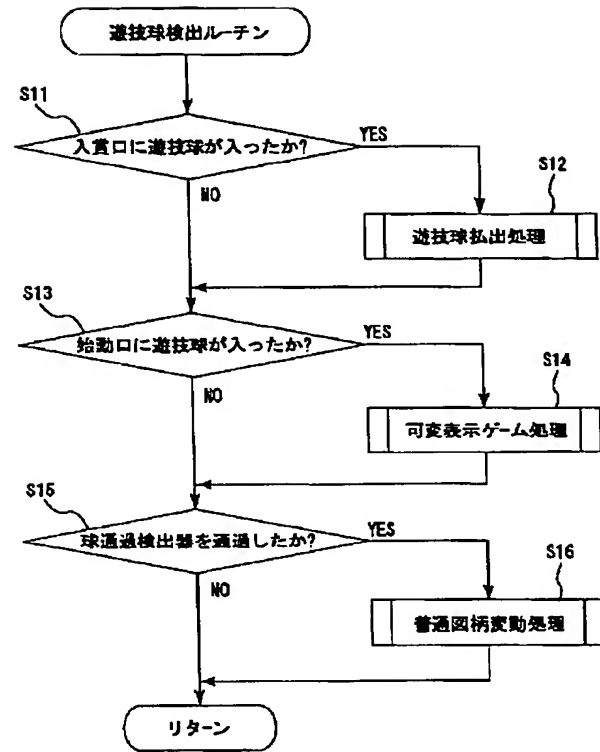 遊技球検出ルーチン
S11
入賞口に遊技球が入ったか?
YES
NO
S12
遊技球払出処理
S13
始動口に遊技球が入ったか?
YES
NO
S14
可変表示ゲーム処理
S15
球通過検出器を通過したか?
YES
NO
S16
普通図柄変動処理
リターン